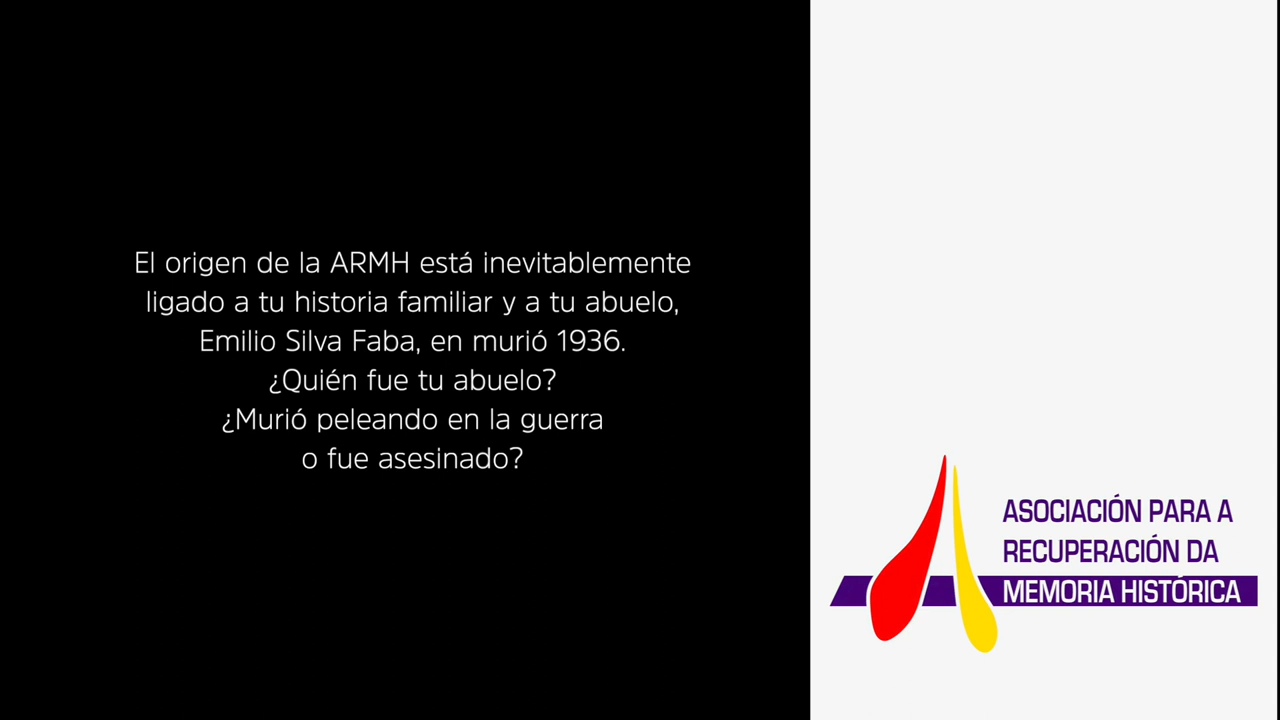 El origen de la ARMH está inevitablemente
ligado a tu historia familiar y a tu abuelo,
Emilio Silva Faba, en murió 1936.
¿Quién fue tu abuelo?
¿Murió peleando en la guerra
o fue asesinado?
ASOCIACIÓN PARA A
RECUPERACIÓN DA
MEMORIA HISTÓRICA